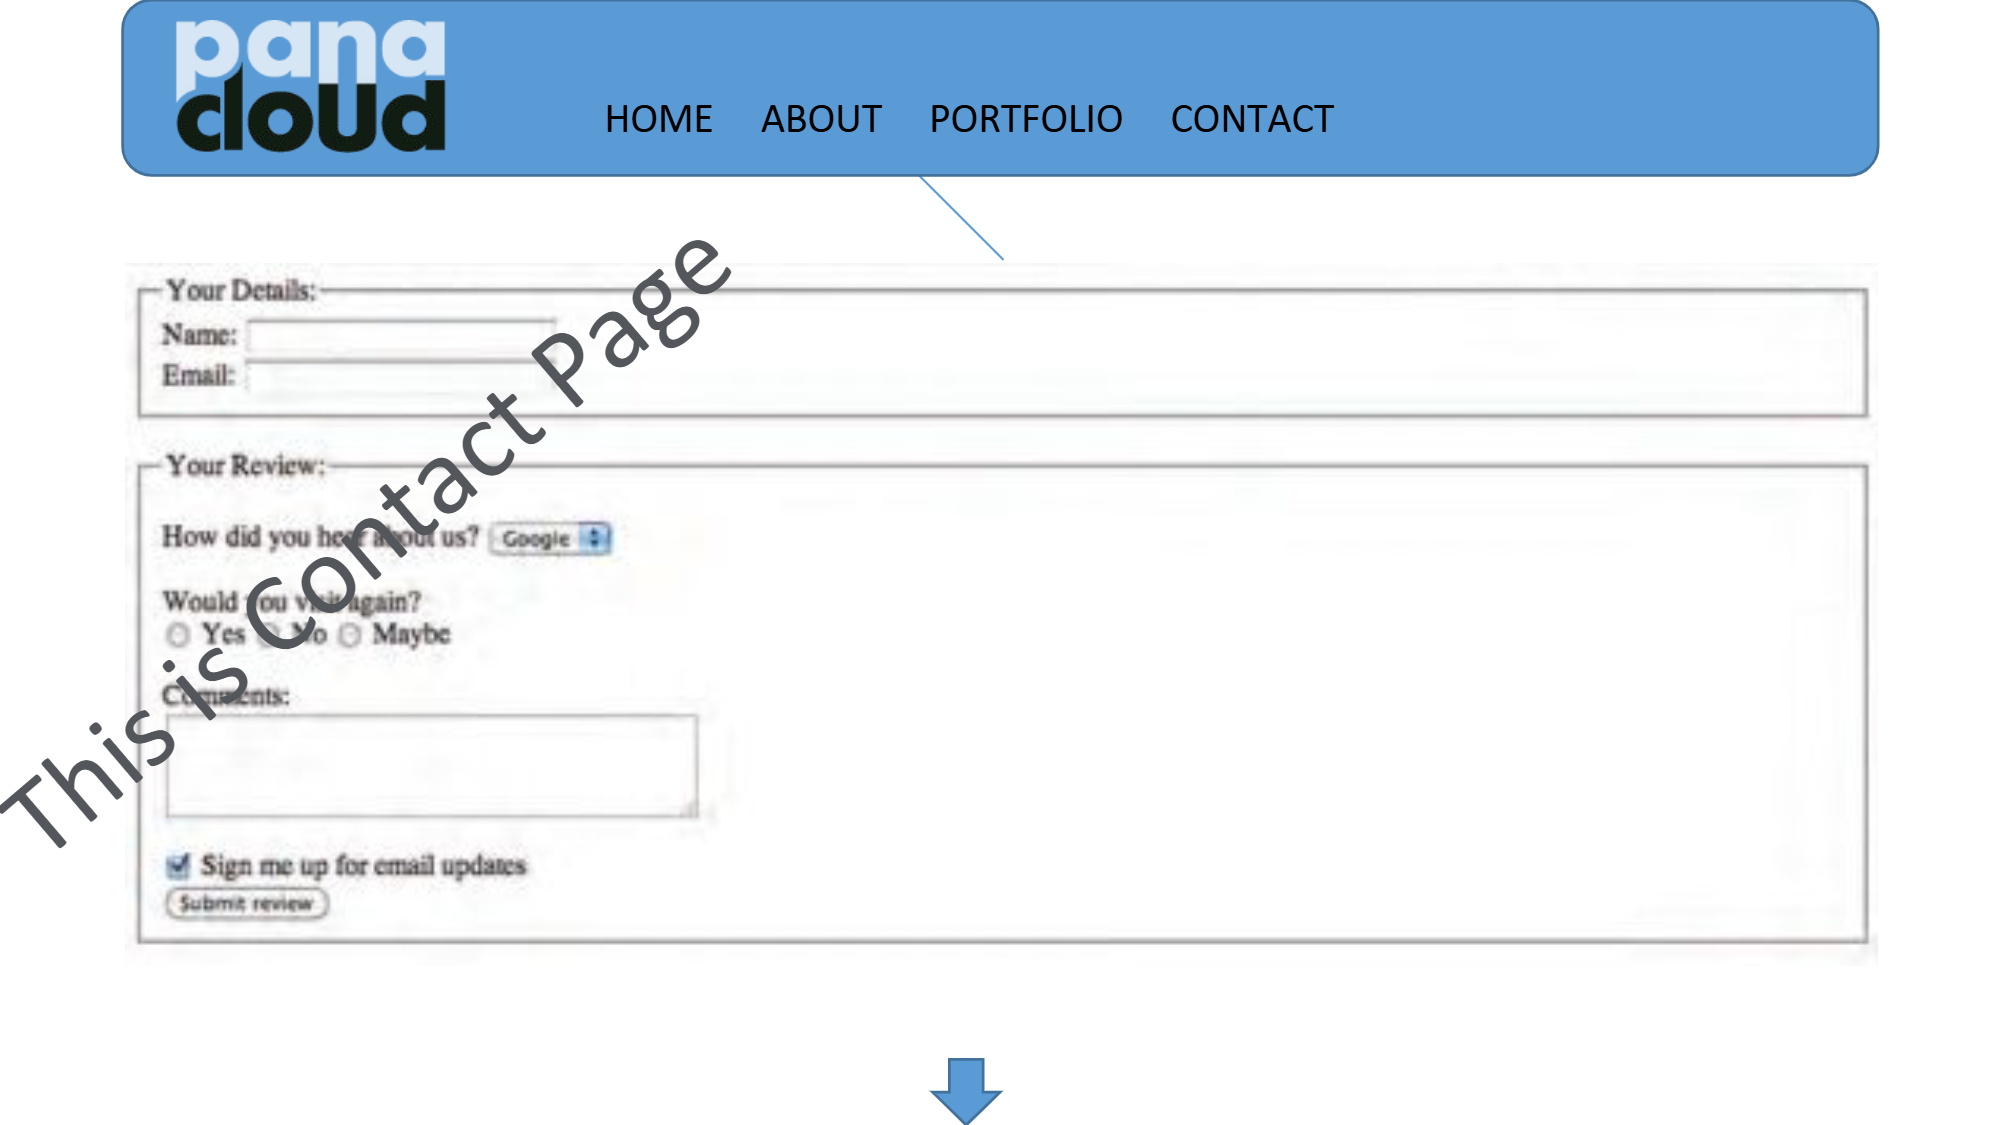 pana
cloud
HOME ABOUT PORTFOLIO CONTACT
This is Contact Page
Your Details:
Name:
Email:
Your Review:
How did you hear about us? Google
Would you visit again?
Yes No Maybe
Comments:
Sign me up for email updates
Submit review